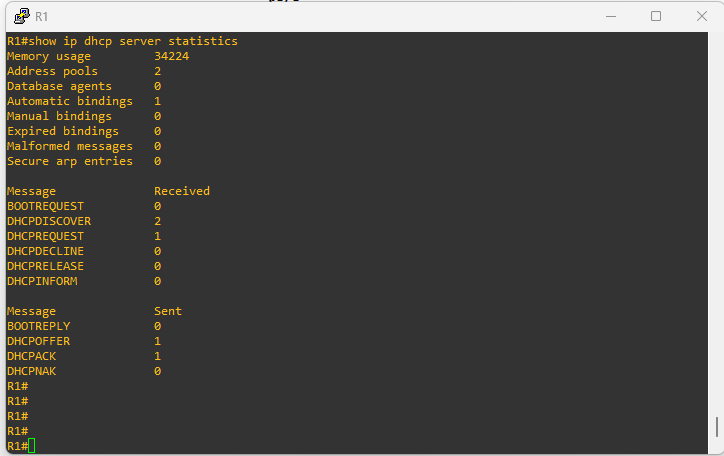 R1
R1#show ip dhcp server statistics
Memory usage         34224
Address pools        2
Database agents      0
Automatic bindings   1
Manual bindings      0
Expired bindings     0
Malformed messages   0
Secure arp entries   0
Message              Received
BOOTREQUEST          0
DHCPDISCOVER         2
DHCPREQUEST          1
DHCPDECLINE          0
DHCPRELEASE          0
DHCPINFORM           0
Message              Sent
BOOTREPLY            0
DHCPOFFER            1
DHCPACK              1
DHCPNAK              0
R1#
R1#
R1#
R1#
R1#